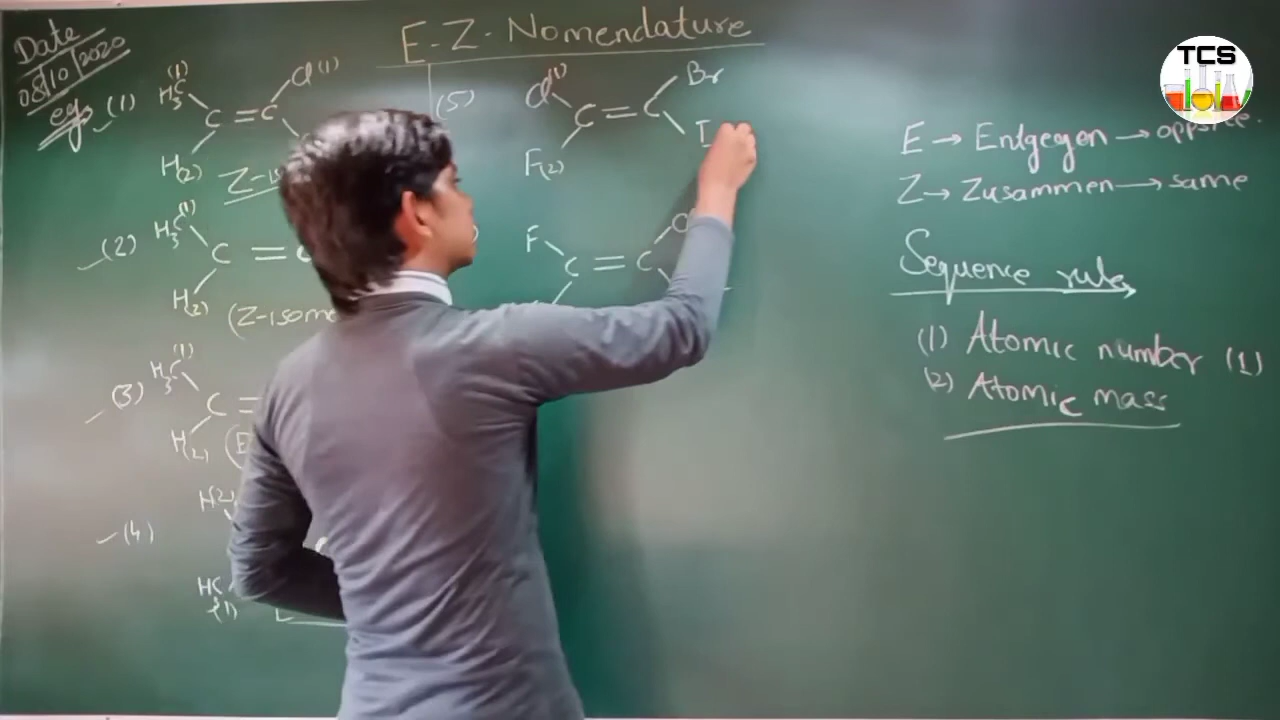 Date
08/10/2020
E-Z-Nomenclature
TCS
egs (1)
H3C (1)
Cl (1)
C=C
H(2)
Z-is
(5)
Cl (1)
Br
C=C
F(2)
I
E → Entgegen → opposite.
Z → Zusammen → same
Sequence rule
(1) Atomic number (1)
(2) Atomic mass
(2)
H3C (1)
C=
H(2)
(Z-isome
F
C=C
(3)
H3C (1)
C=
H(2)
(E
(4)
H(2)
(1)